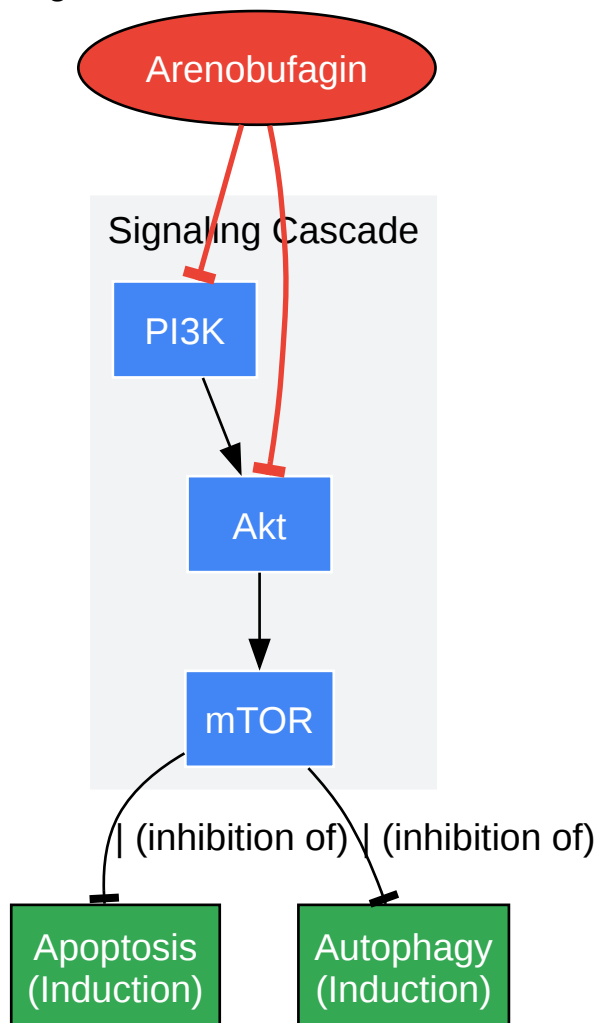 Arenobufagin
Signaling Cascade
PI3K
Akt
mTOR
| (inhibition of)
| (inhibition of)
Apoptosis
(Induction)
Autophagy
(Induction)